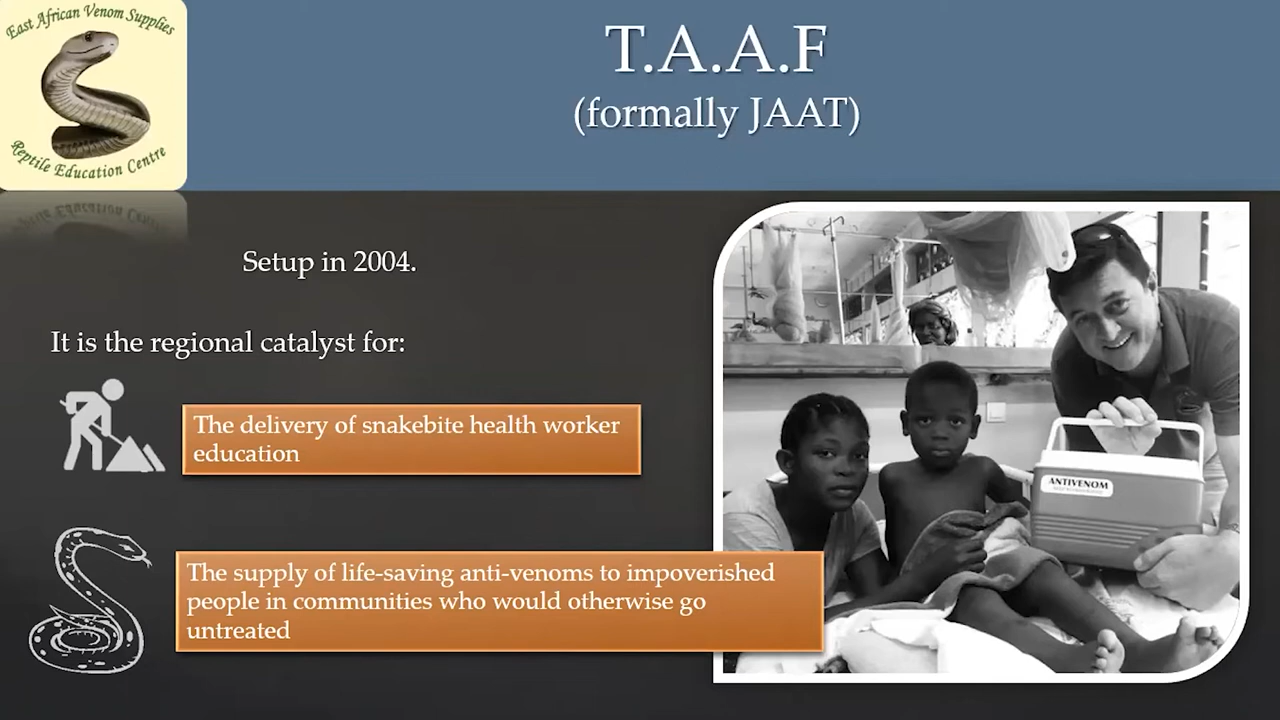 East African Venom Supplies
Reptile Education Centre
T.A.A.F
(formally JAAT)
Setup in 2004.
It is the regional catalyst for:
The delivery of snakebite health worker
education
The supply of life-saving anti-venoms to impoverished
people in communities who would otherwise go
untreated
ANTIVENOM